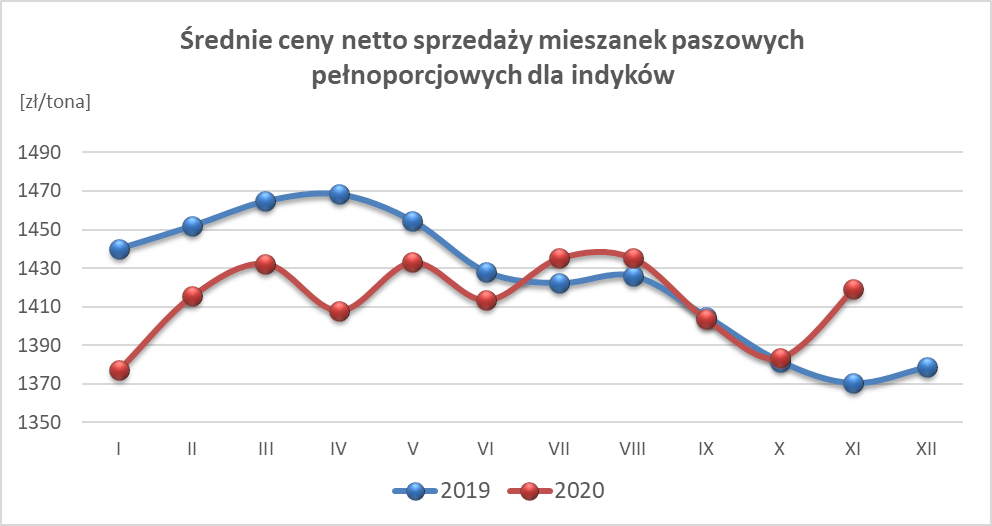 Średnie ceny netto sprzedaży mieszanek paszowych
pełnoporcjowych dla indyków
[zł/tona]
1490
1470
1450
1430
1410
1390
1370
1350
I II III IV V VI VII VIII IX X XI XII
2019 2020